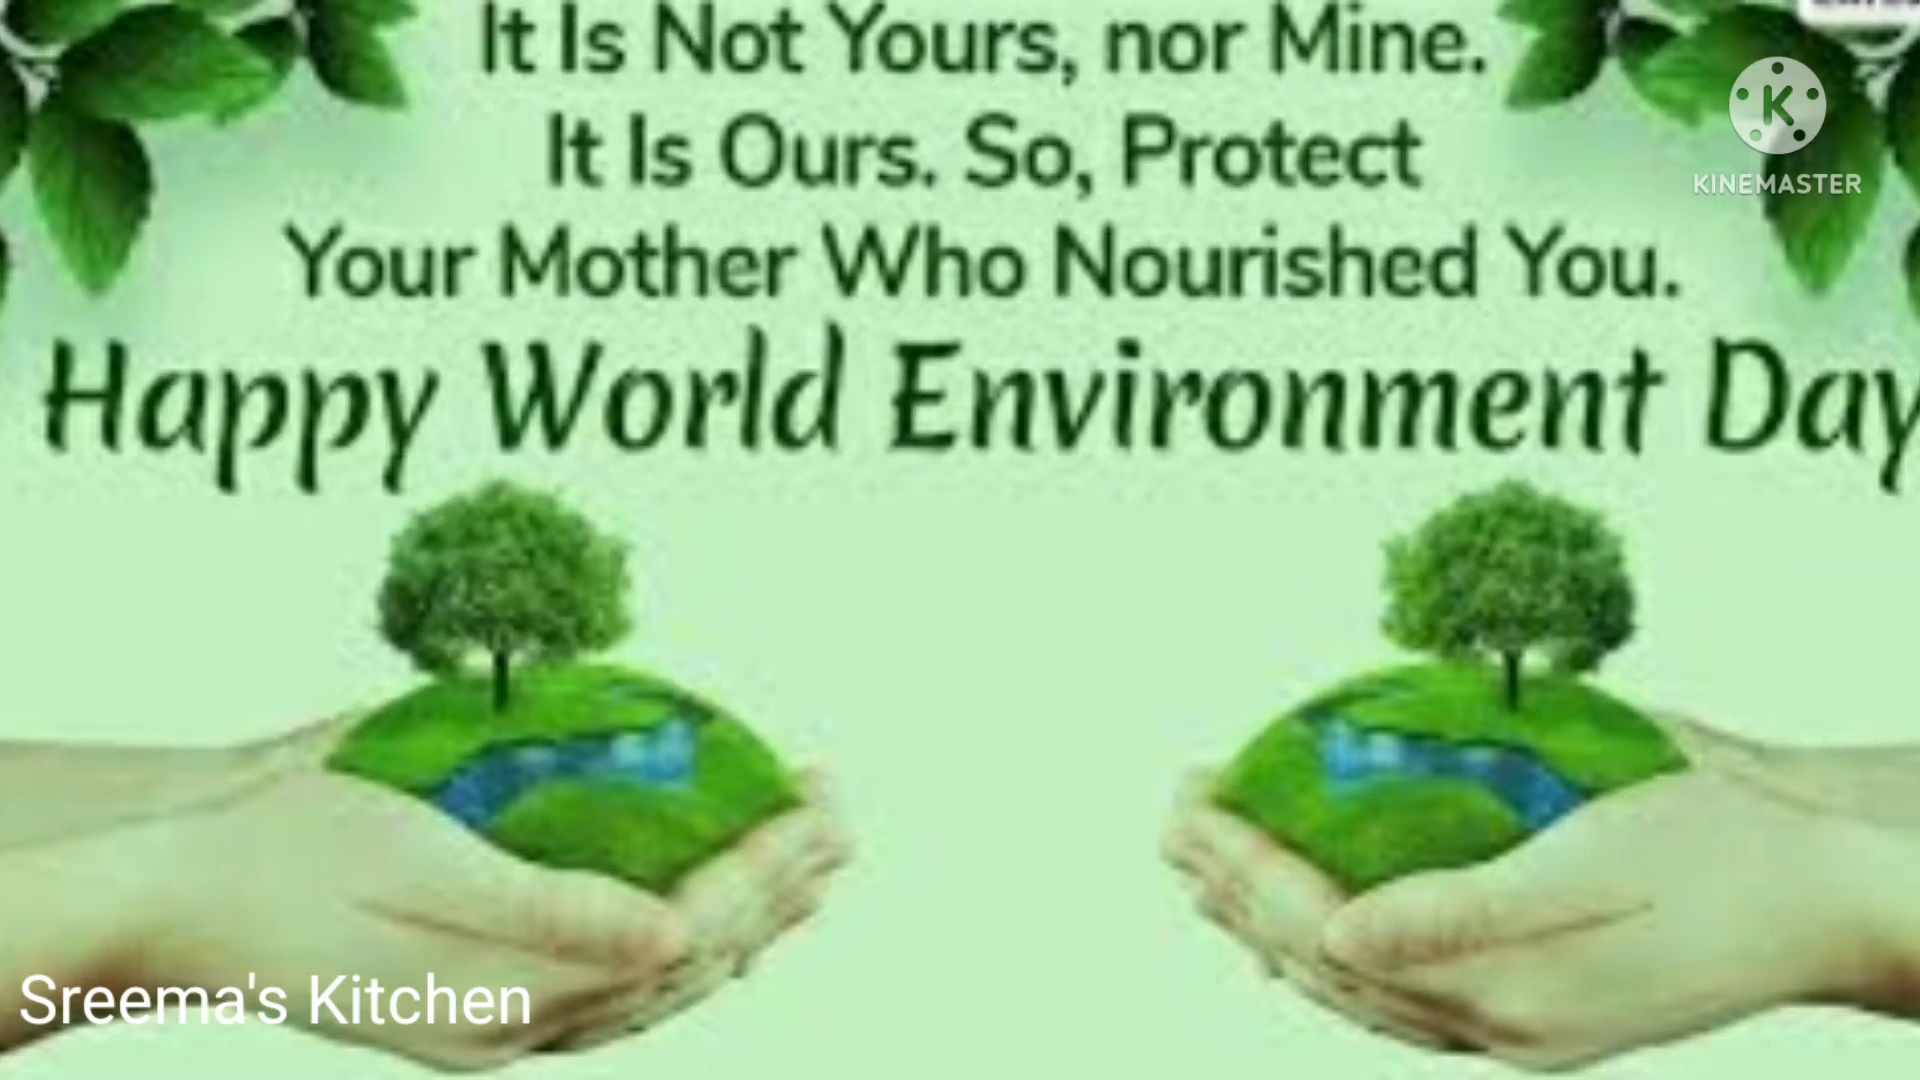 It Is Not Yours, nor Mine.
It Is Ours. So, Protect
Your Mother Who Nourished You.
Happy World Environment Day
K
KINEMASTER
Sreema's Kitchen